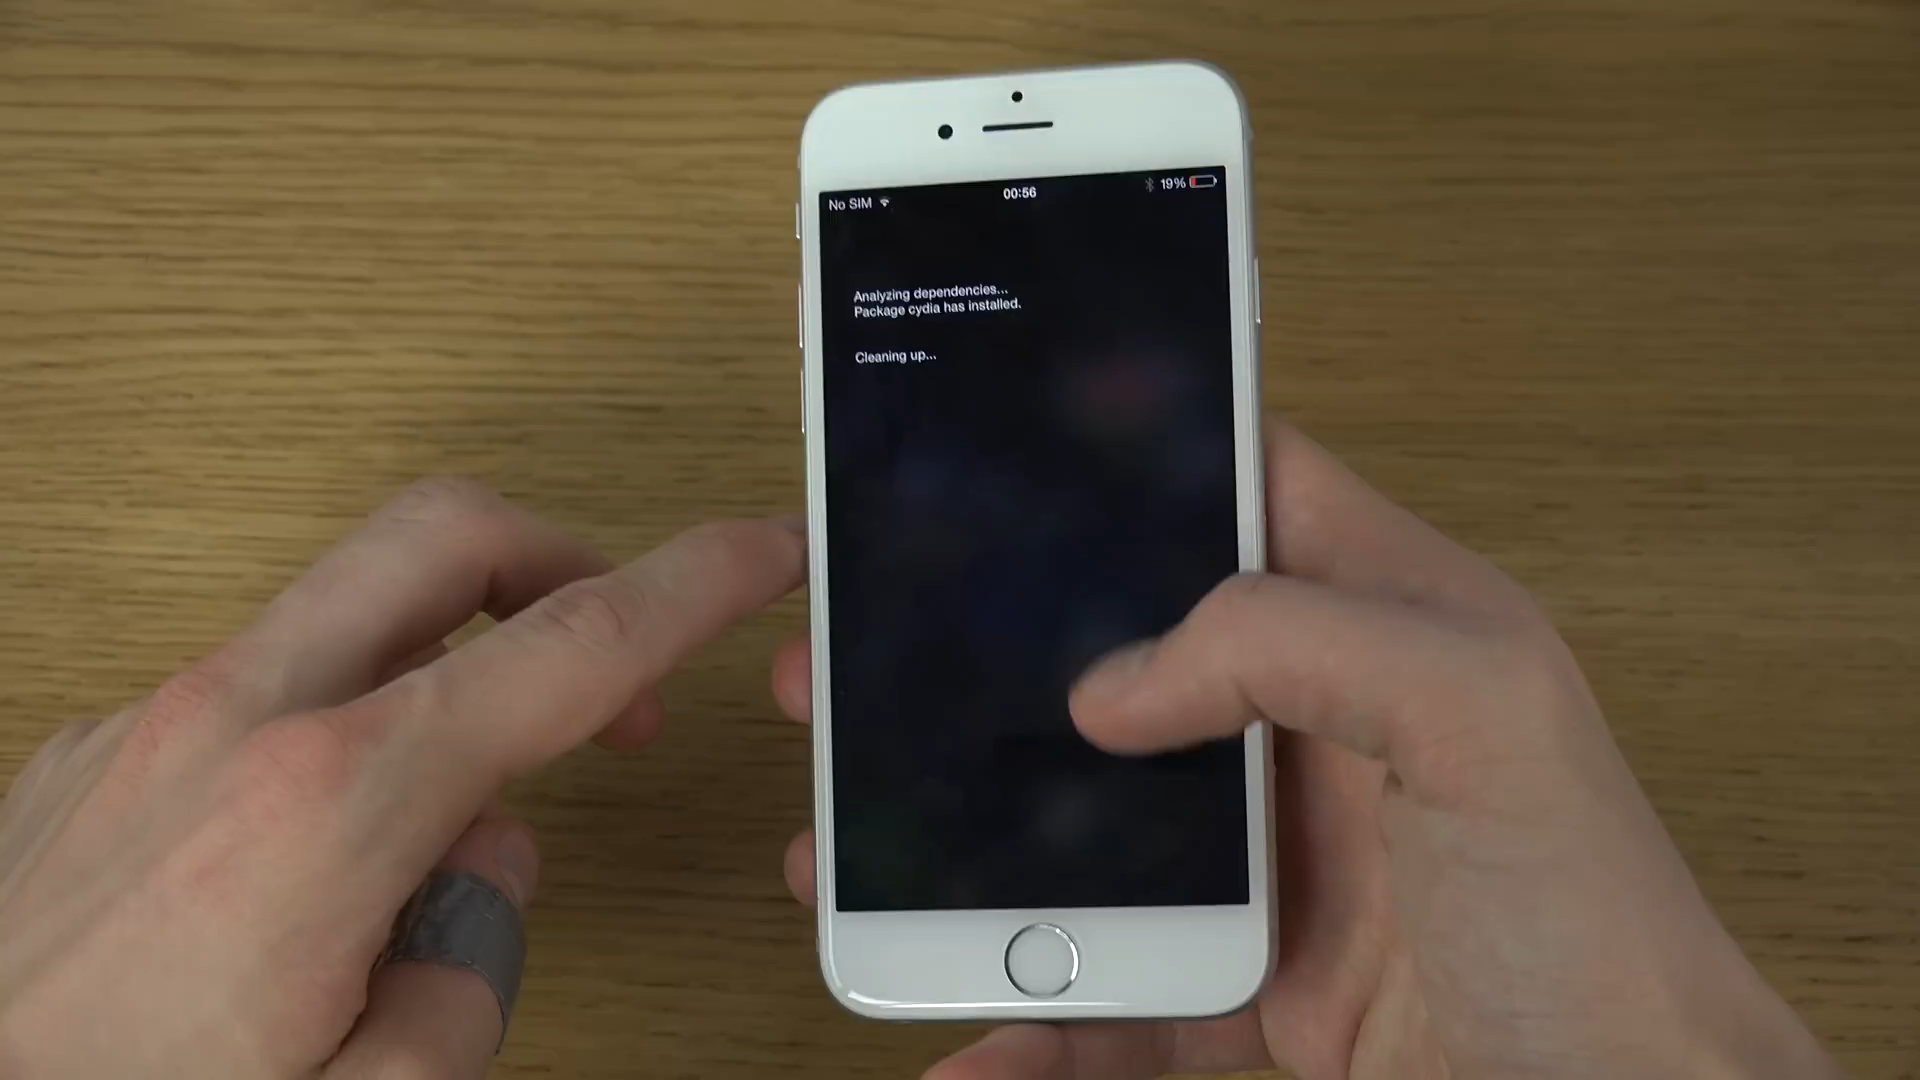 No SIM
00:56
19%
Analyzing dependencies...
Package cydia has installed.
Cleaning up...